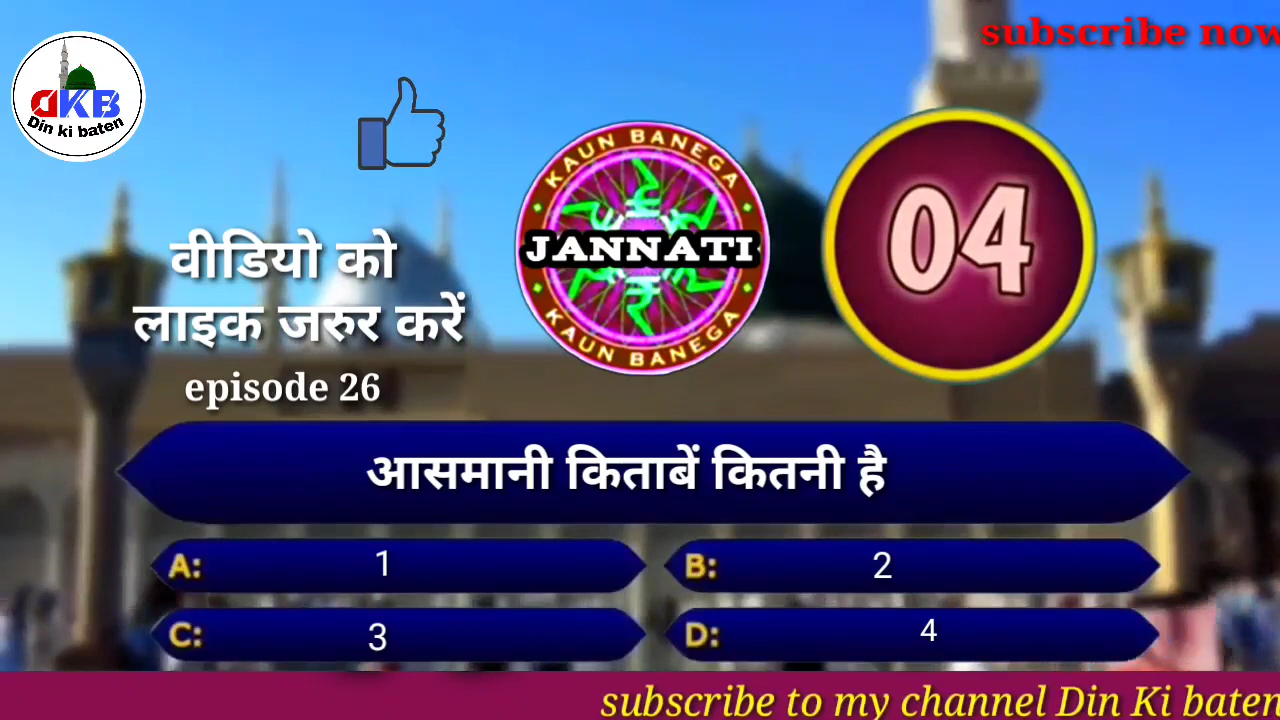 subscribe now
DKB
Din ki baten
KAUN BANEGA
JANNATI
KAUN BANEGA
04
वीडियो को
लाइक जरुर करें
episode 26
आसमानी किताबें कितनी है
A: 1
B: 2
C: 3
D: 4
subscribe to my channel Din Ki baten